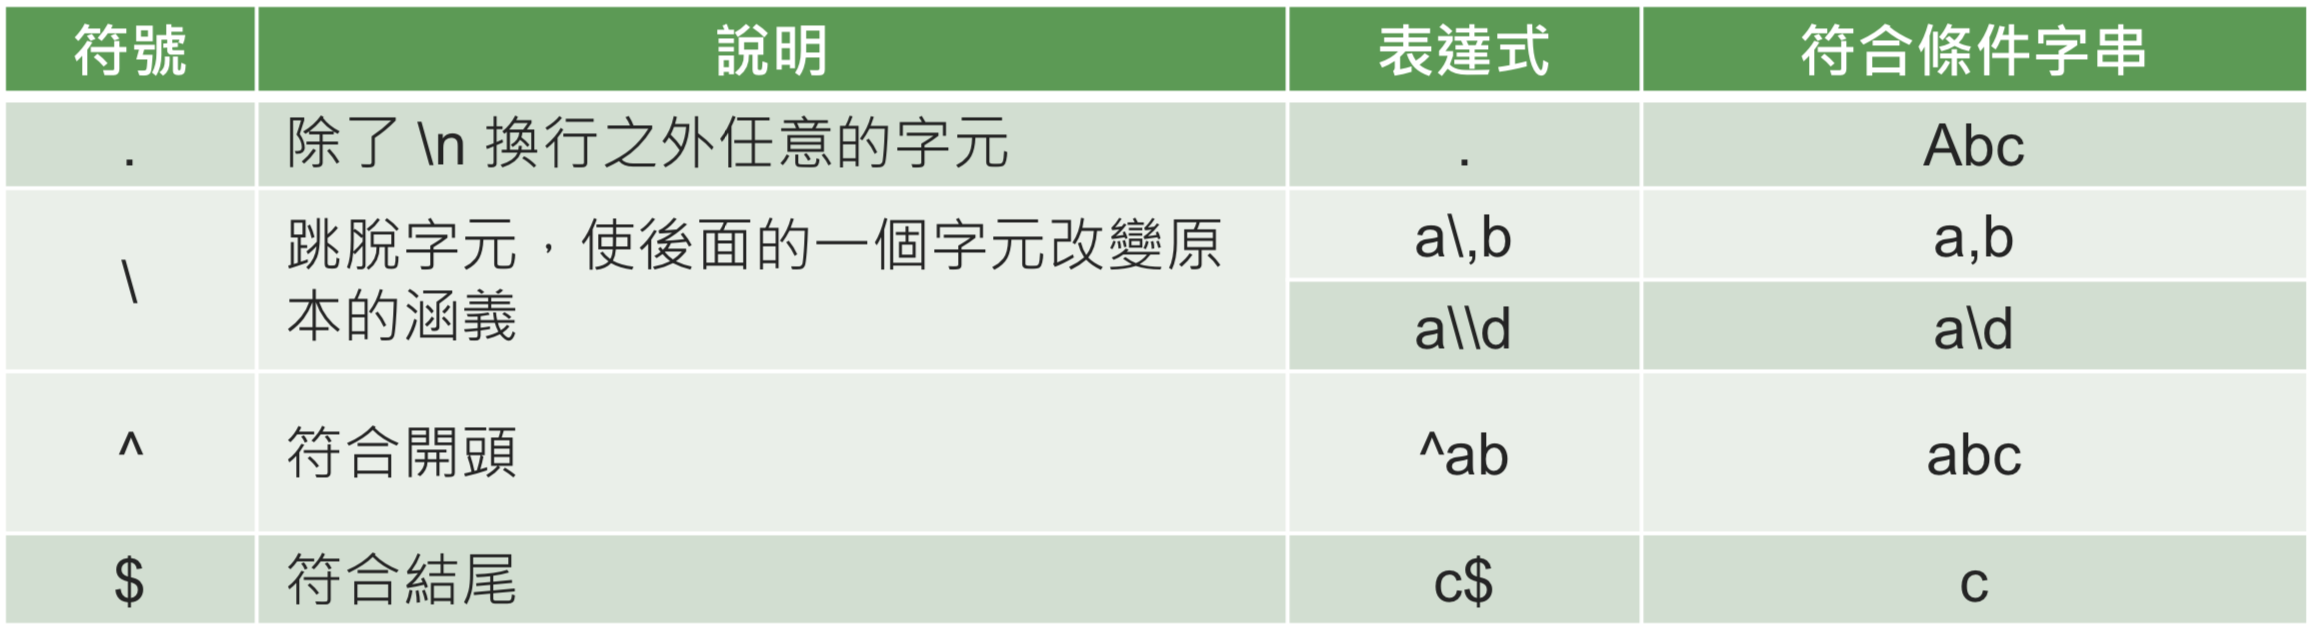 符號 說明 表達式 符合條件字串
. 除了 \n 換行之外任意的字元 . Abc
\ 跳脫字元，使後面的一個字元改變原
本的涵義
a\,b a,b
a\\d a\d
^ 符合開頭 ^ab abc
$ 符合結尾 c$ c